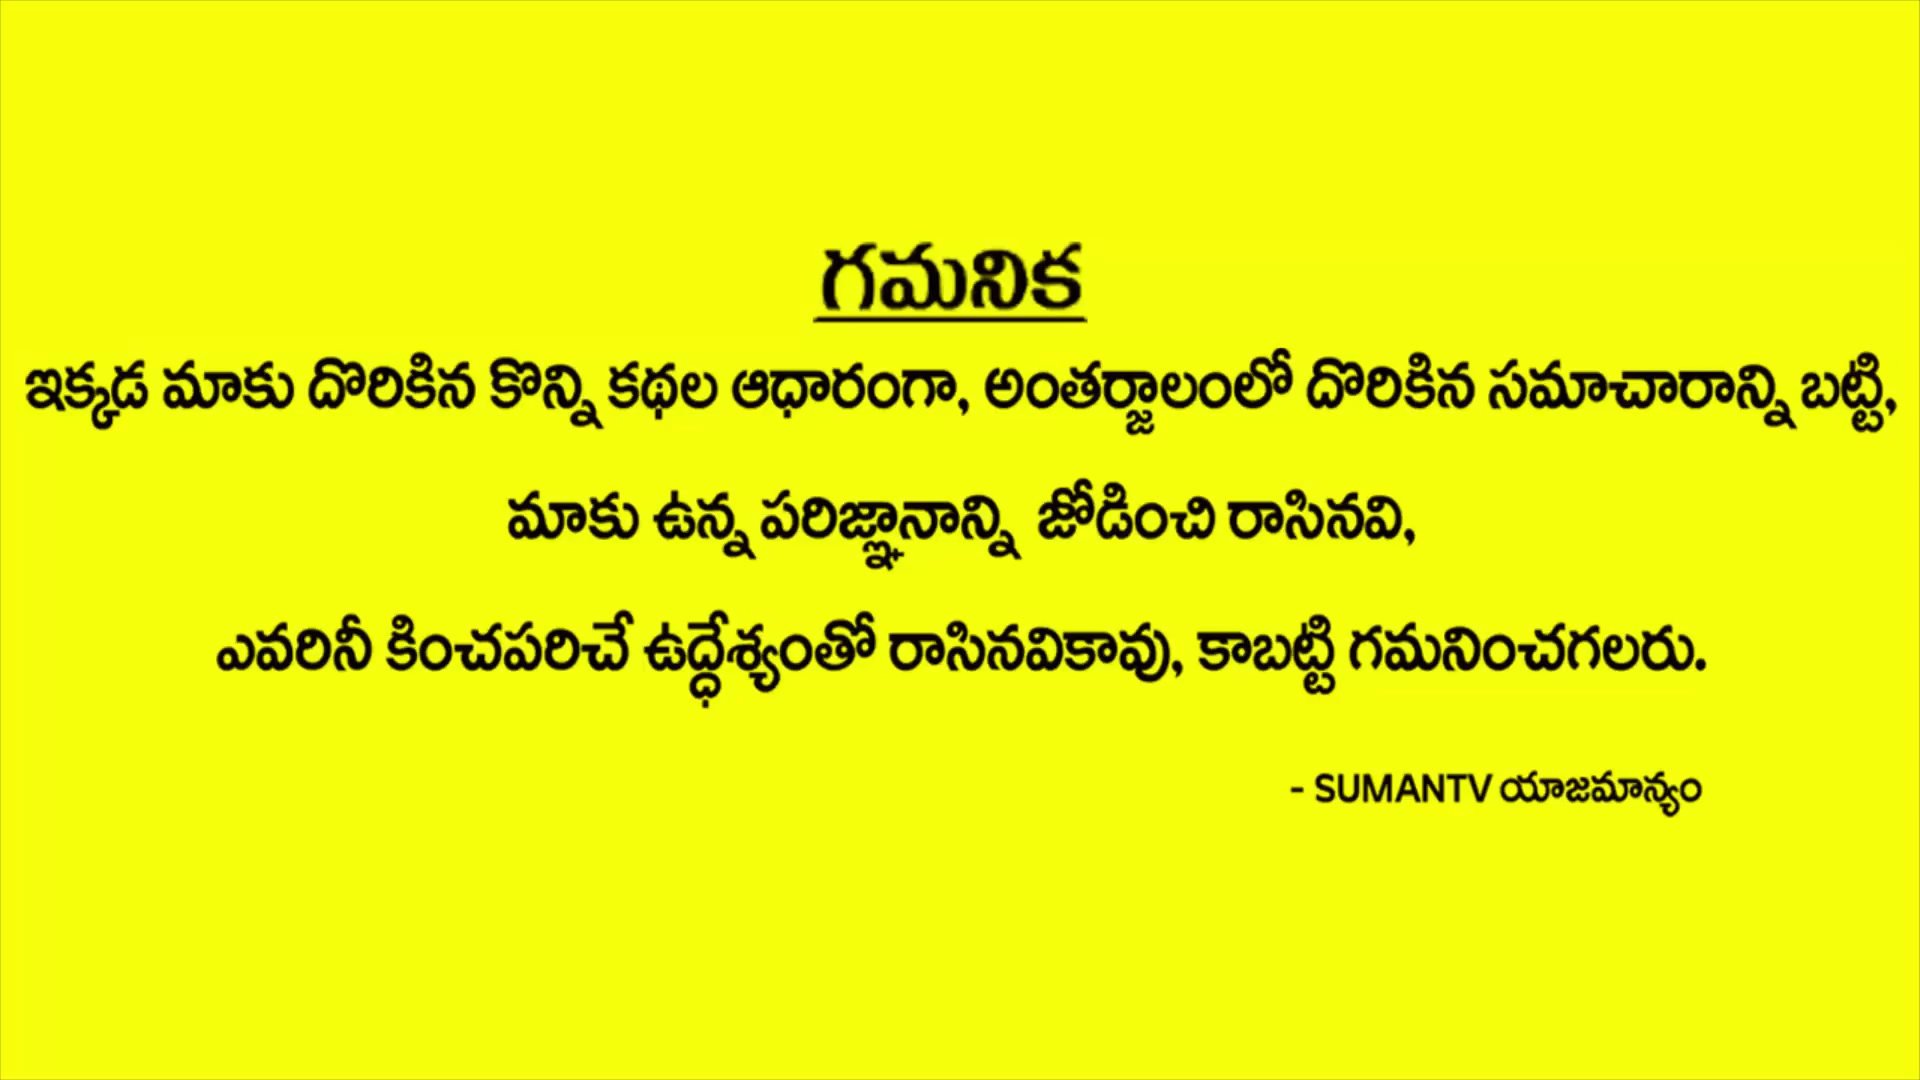 గమనిక
ఇక్కడ మాకు దొరికిన కొన్ని కథల ఆధారంగా, అంతర్జాలంలో దొరికిన సమాచారాన్ని బట్టి,
మాకు ఉన్న పరిజ్ఞానాన్ని జోడించి రాసినవి,
ఎవరినీ కించపరిచే ఉద్ధేశ్యంతో రాసినవికావు, కాబట్టి గమనించగలరు.
- SUMANTV యాజమాన్యం